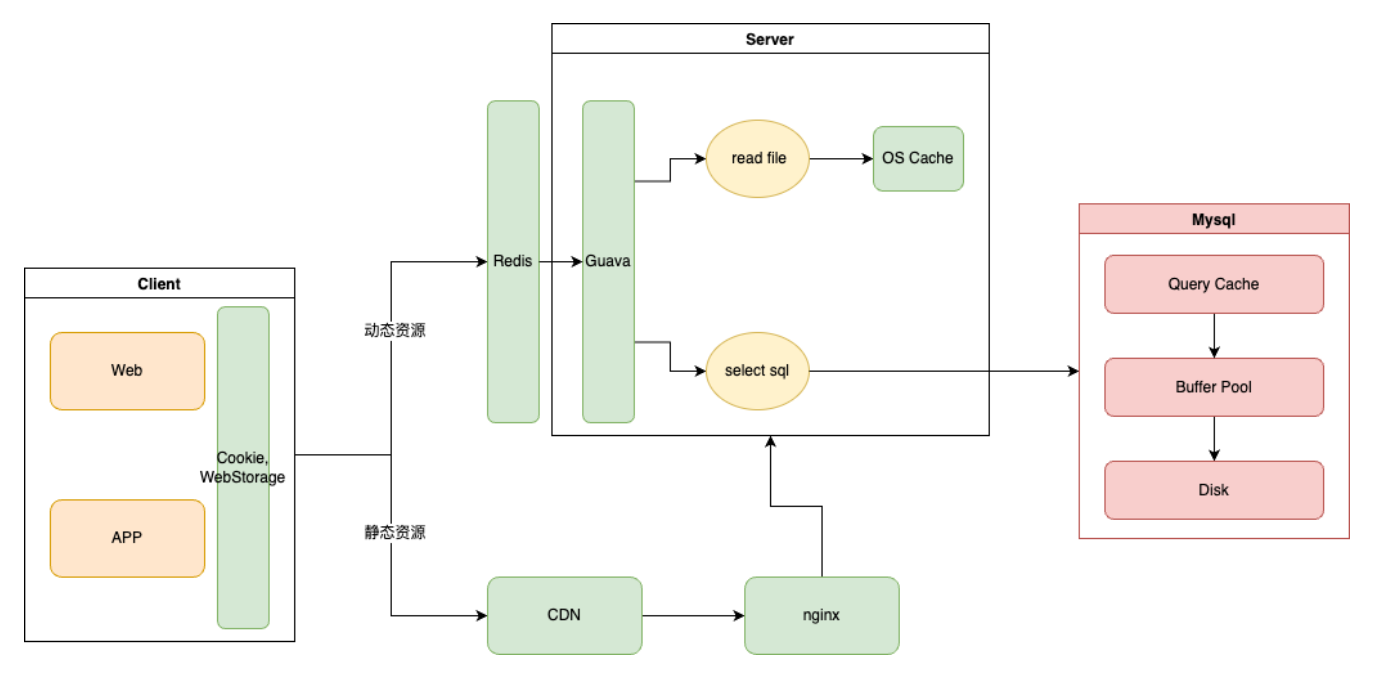 Server
read file
OS Cache
Mysql
Redis
Guava
Client
Query Cache
动态资源
Web
select sql
Buffer Pool
Cookie,
WebStorage
Disk
静态资源
APP
CDN
nginx